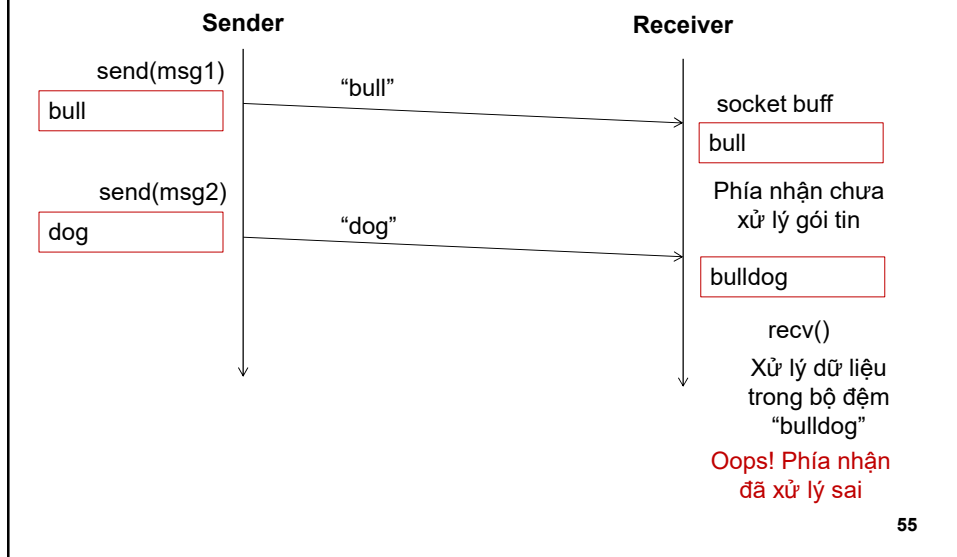 Sender
Receiver
send(msg1)
“bull”
bull
socket buff
bull
send(msg2)
Phía nhận chưa
xử lý gói tin
“dog”
dog
bulldog
recv()
Xử lý dữ liệu
trong bộ đệm
“bulldog”
Oops! Phía nhận
đã xử lý sai
55